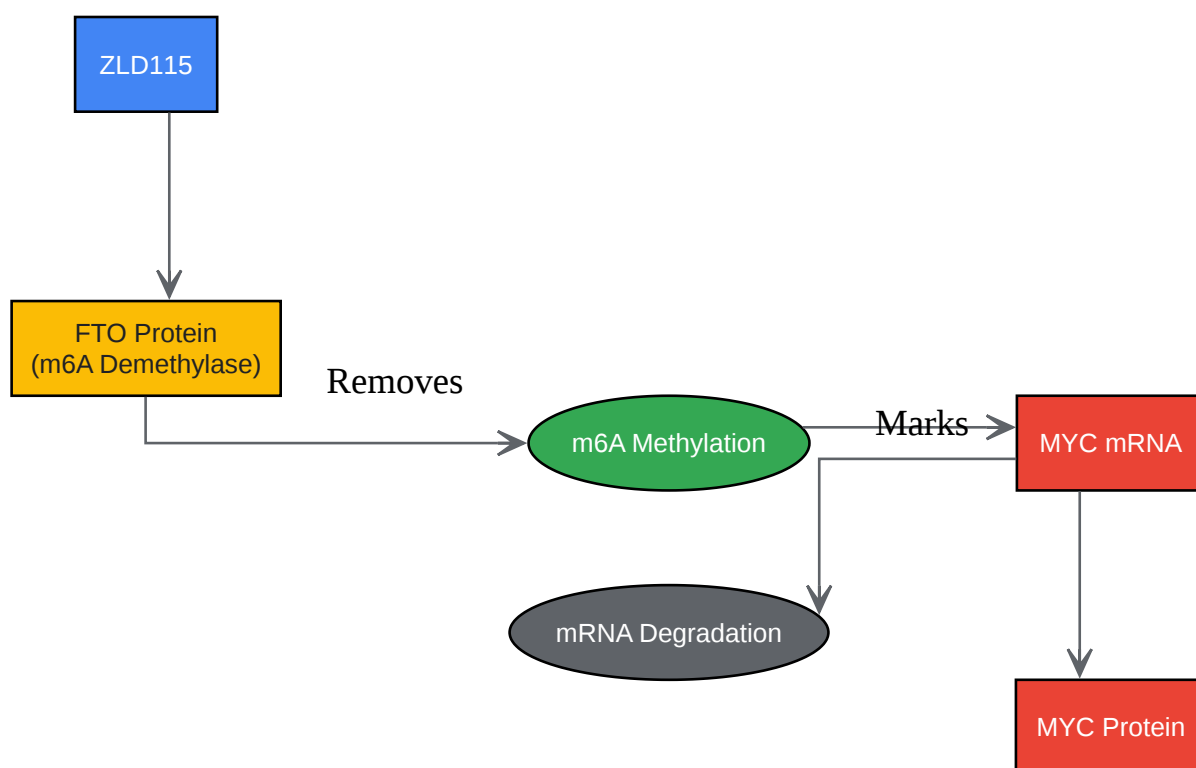 ZLD115
FTO Protein
(m6A Demethylase)
Removes
m6A Methylation
Marks
MYC mRNA
mRNA Degradation
MYC Protein